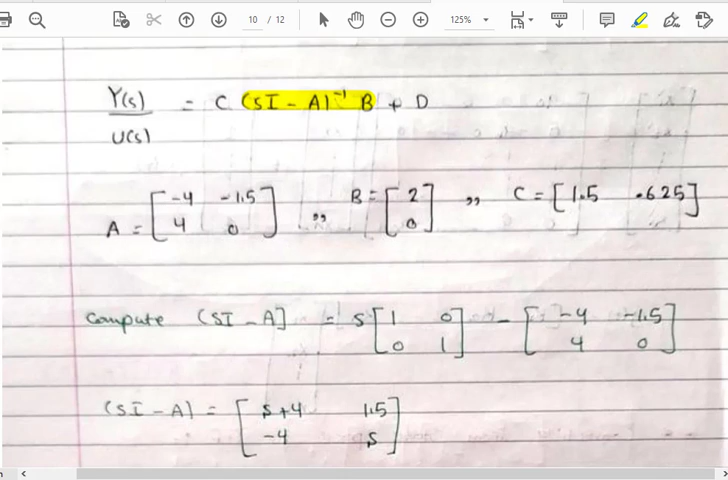 10 / 12
125%
Y(s) = C (sI - A)⁻¹ B + D
U(s)
A = [-4 -1.5 ,, B = [2 ,, C = [1.5 .625]
4 0] 0]
Compute (SI - A] = S [1 0 - [-4 -1.5
0 1] 4 0]
(SI - A) = [s+4 1.5
-4 s]